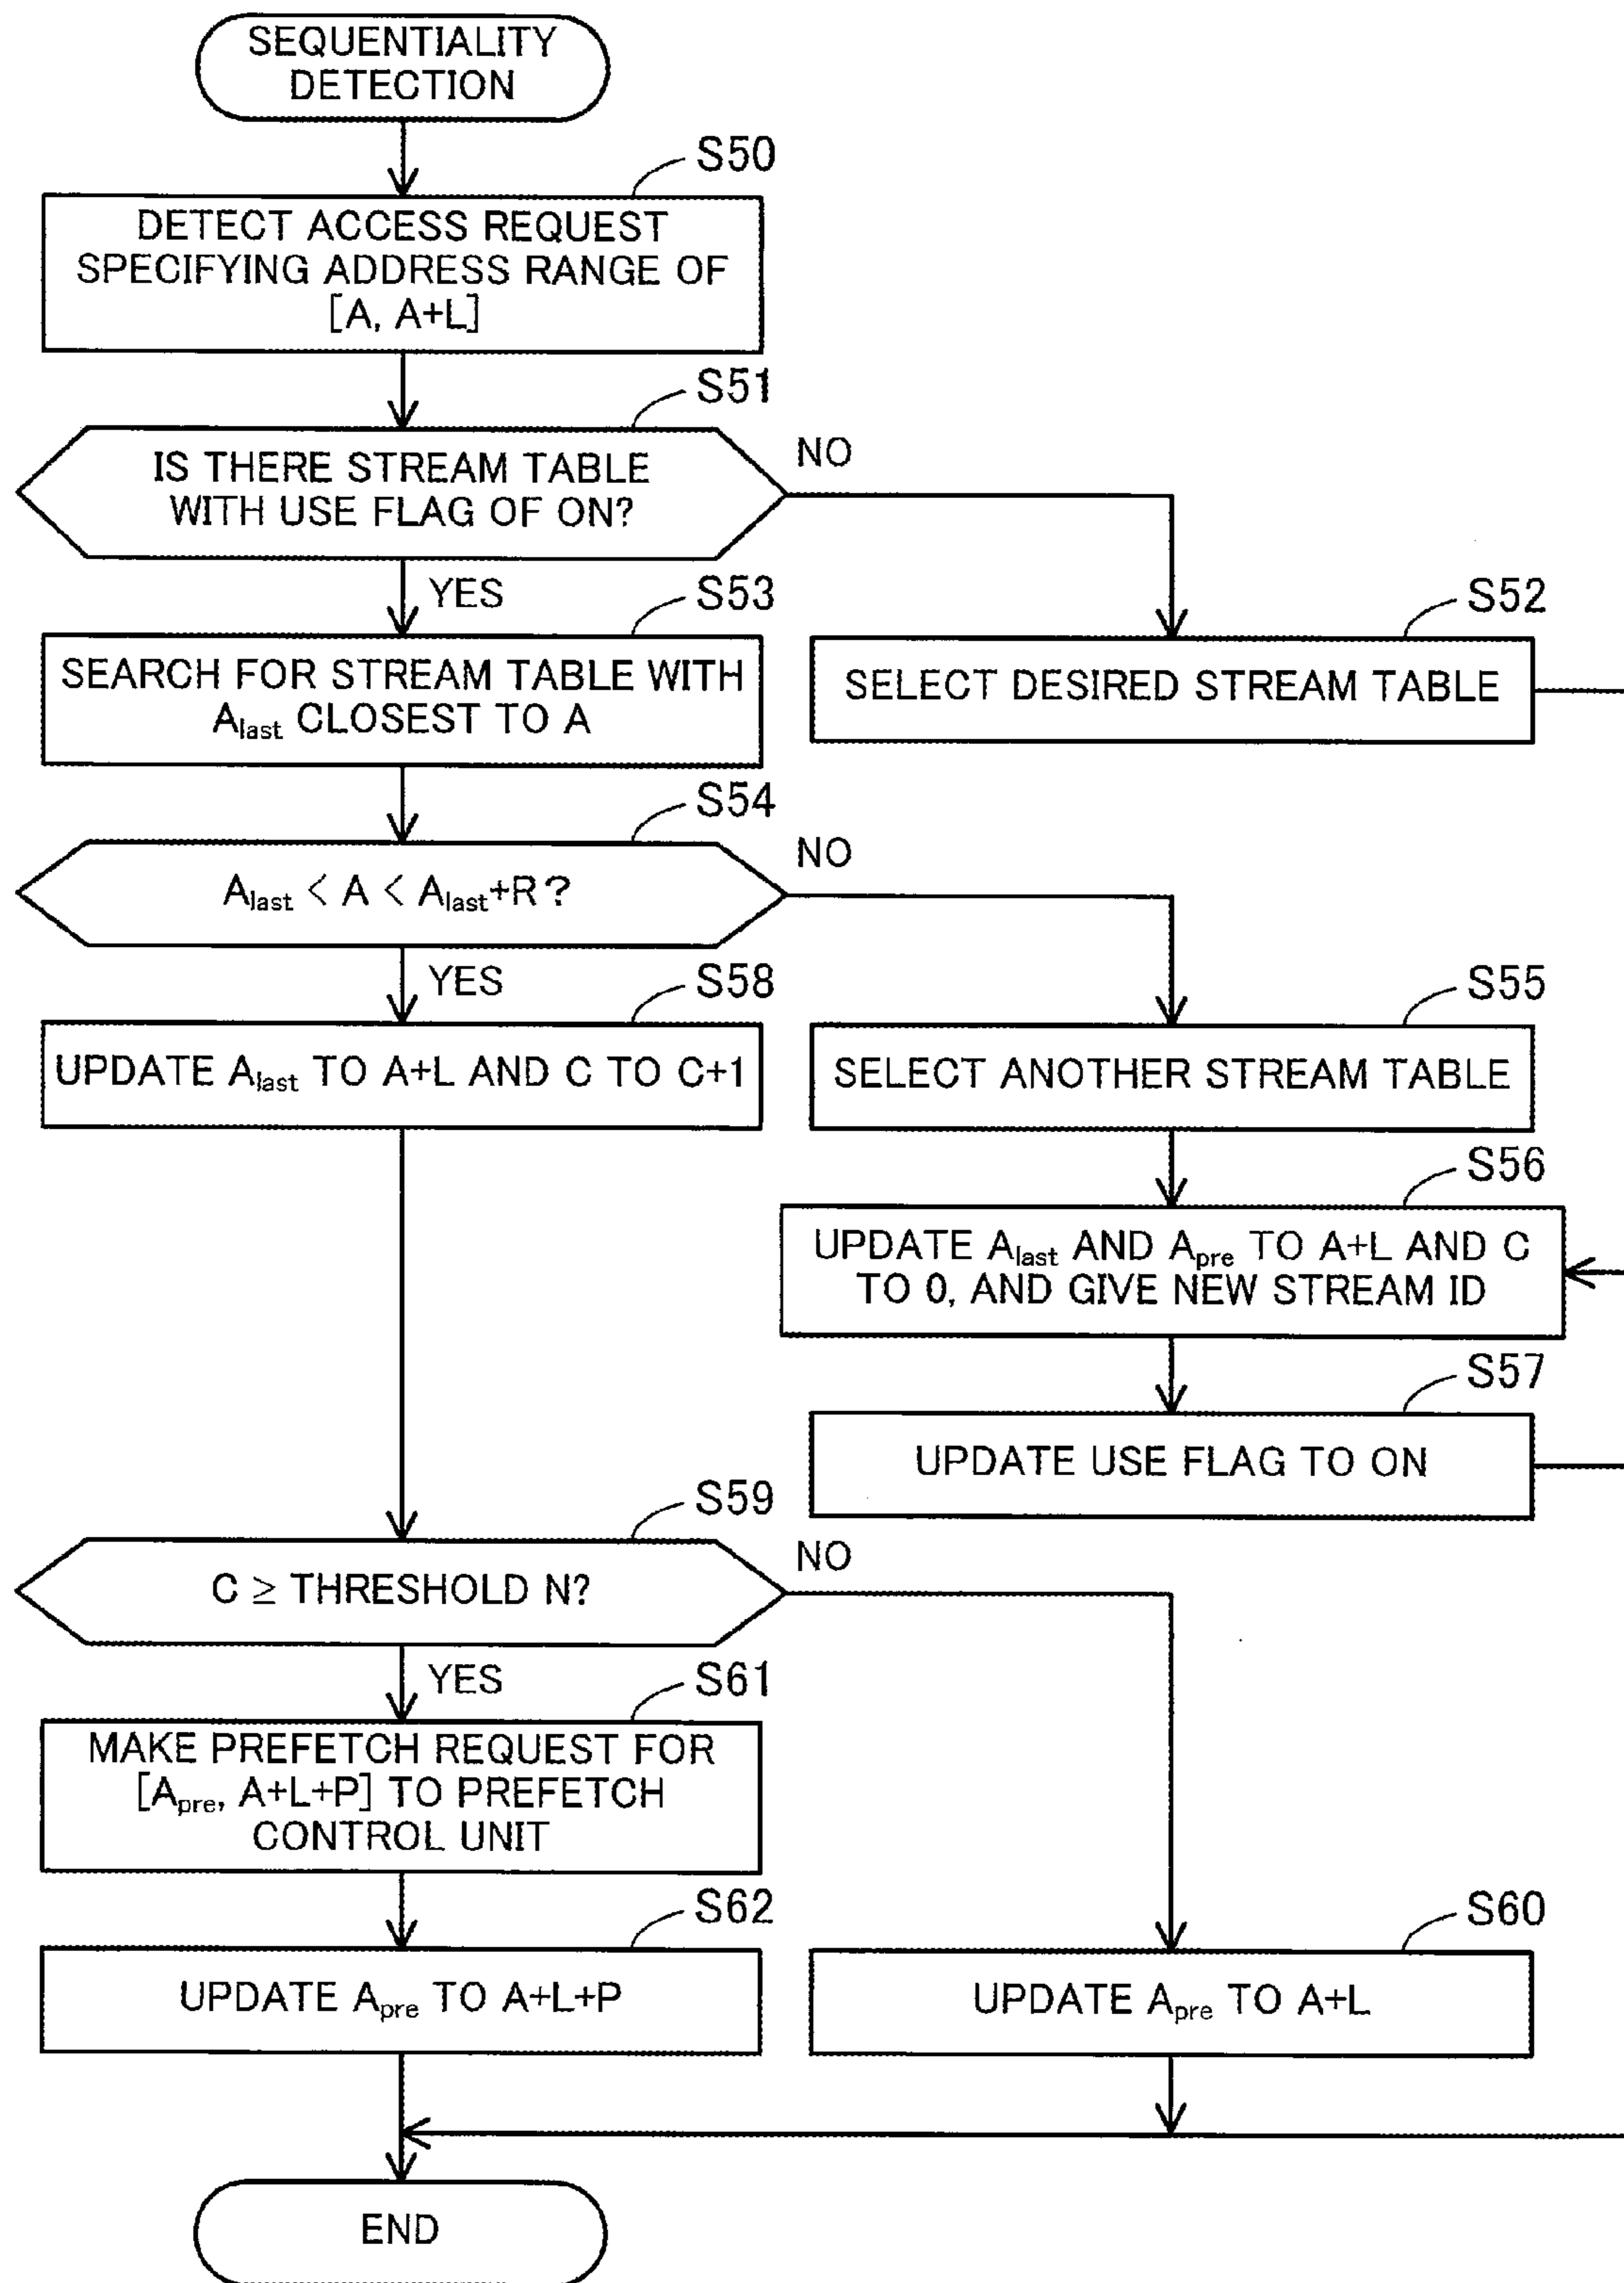 SEQUENTIALITY
DETECTION
S50
DETECT ACCESS REQUEST
SPECIFYING ADDRESS RANGE OF
[A, A+L]
S51
IS THERE STREAM TABLE
WITH USE FLAG OF ON?
NO
YES
S53
SEARCH FOR STREAM TABLE WITH
Alast CLOSEST TO A
S52
SELECT DESIRED STREAM TABLE
S54
Alast < A < Alast+R?
NO
YES
S58
UPDATE Alast TO A+L AND C TO C+1
S55
SELECT ANOTHER STREAM TABLE
S56
UPDATE Alast AND Apre TO A+L AND C
TO 0, AND GIVE NEW STREAM ID
S57
UPDATE USE FLAG TO ON
S59
C ≥ THRESHOLD N?
NO
YES
S61
MAKE PREFETCH REQUEST FOR
[Apre, A+L+P] TO PREFETCH
CONTROL UNIT
S62
UPDATE Apre TO A+L+P
S60
UPDATE Apre TO A+L
END